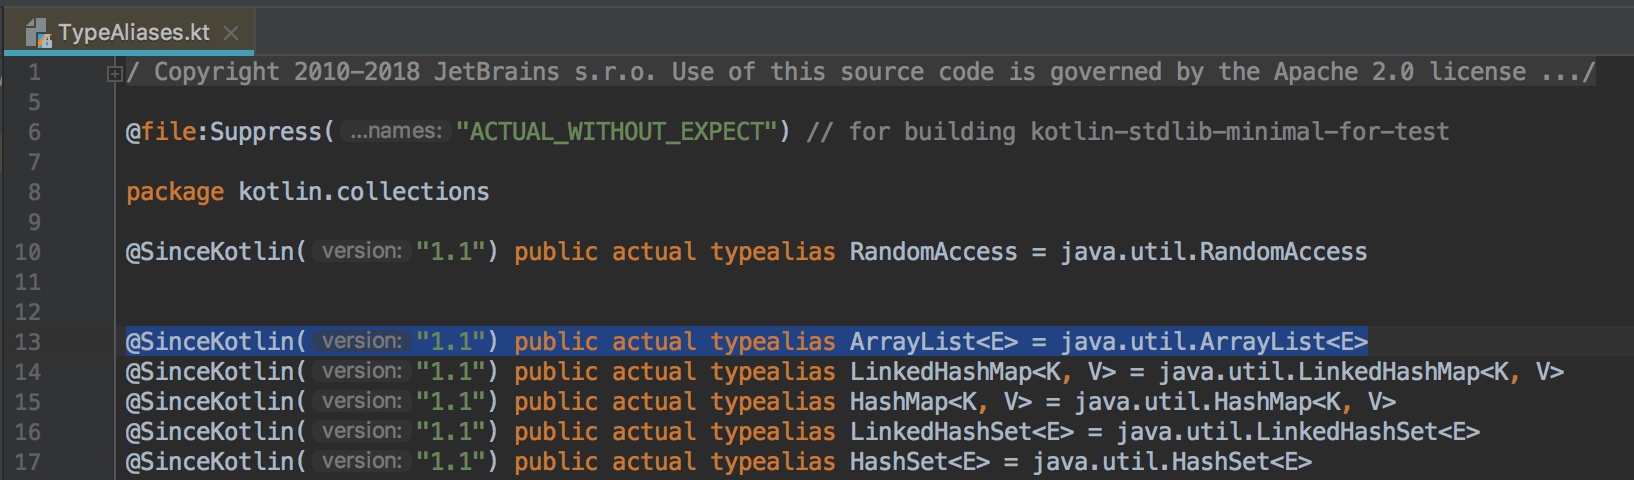 TypeAliases.kt
1 / Copyright 2010-2018 JetBrains s.r.o. Use of this source code is governed by the Apache 2.0 license .../
5
6 @file:Suppress( ...names: "ACTUAL_WITHOUT_EXPECT") // for building kotlin-stdlib-minimal-for-test
7
8 package kotlin.collections
9
10 @SinceKotlin( version: "1.1") public actual typealias RandomAccess = java.util.RandomAccess
11
12
13 @SinceKotlin( version: "1.1") public actual typealias ArrayList<E> = java.util.ArrayList<E>
14 @SinceKotlin( version: "1.1") public actual typealias LinkedHashMap<K, V> = java.util.LinkedHashMap<K, V>
15 @SinceKotlin( version: "1.1") public actual typealias HashMap<K, V> = java.util.HashMap<K, V>
16 @SinceKotlin( version: "1.1") public actual typealias LinkedHashSet<E> = java.util.LinkedHashSet<E>
17 @SinceKotlin( version: "1.1") public actual typealias HashSet<E> = java.util.HashSet<E>